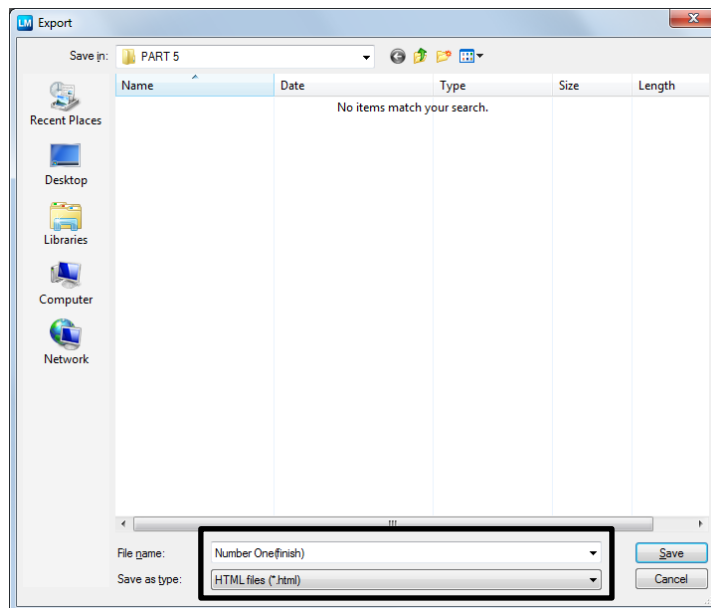 LM Export
Save in: PART 5
Name Date Type Size Length
No items match your search.
Recent Places
Desktop
Libraries
Computer
Network
File name: Number One(finish)
Save
Save as type: HTML files (*.html)
Cancel